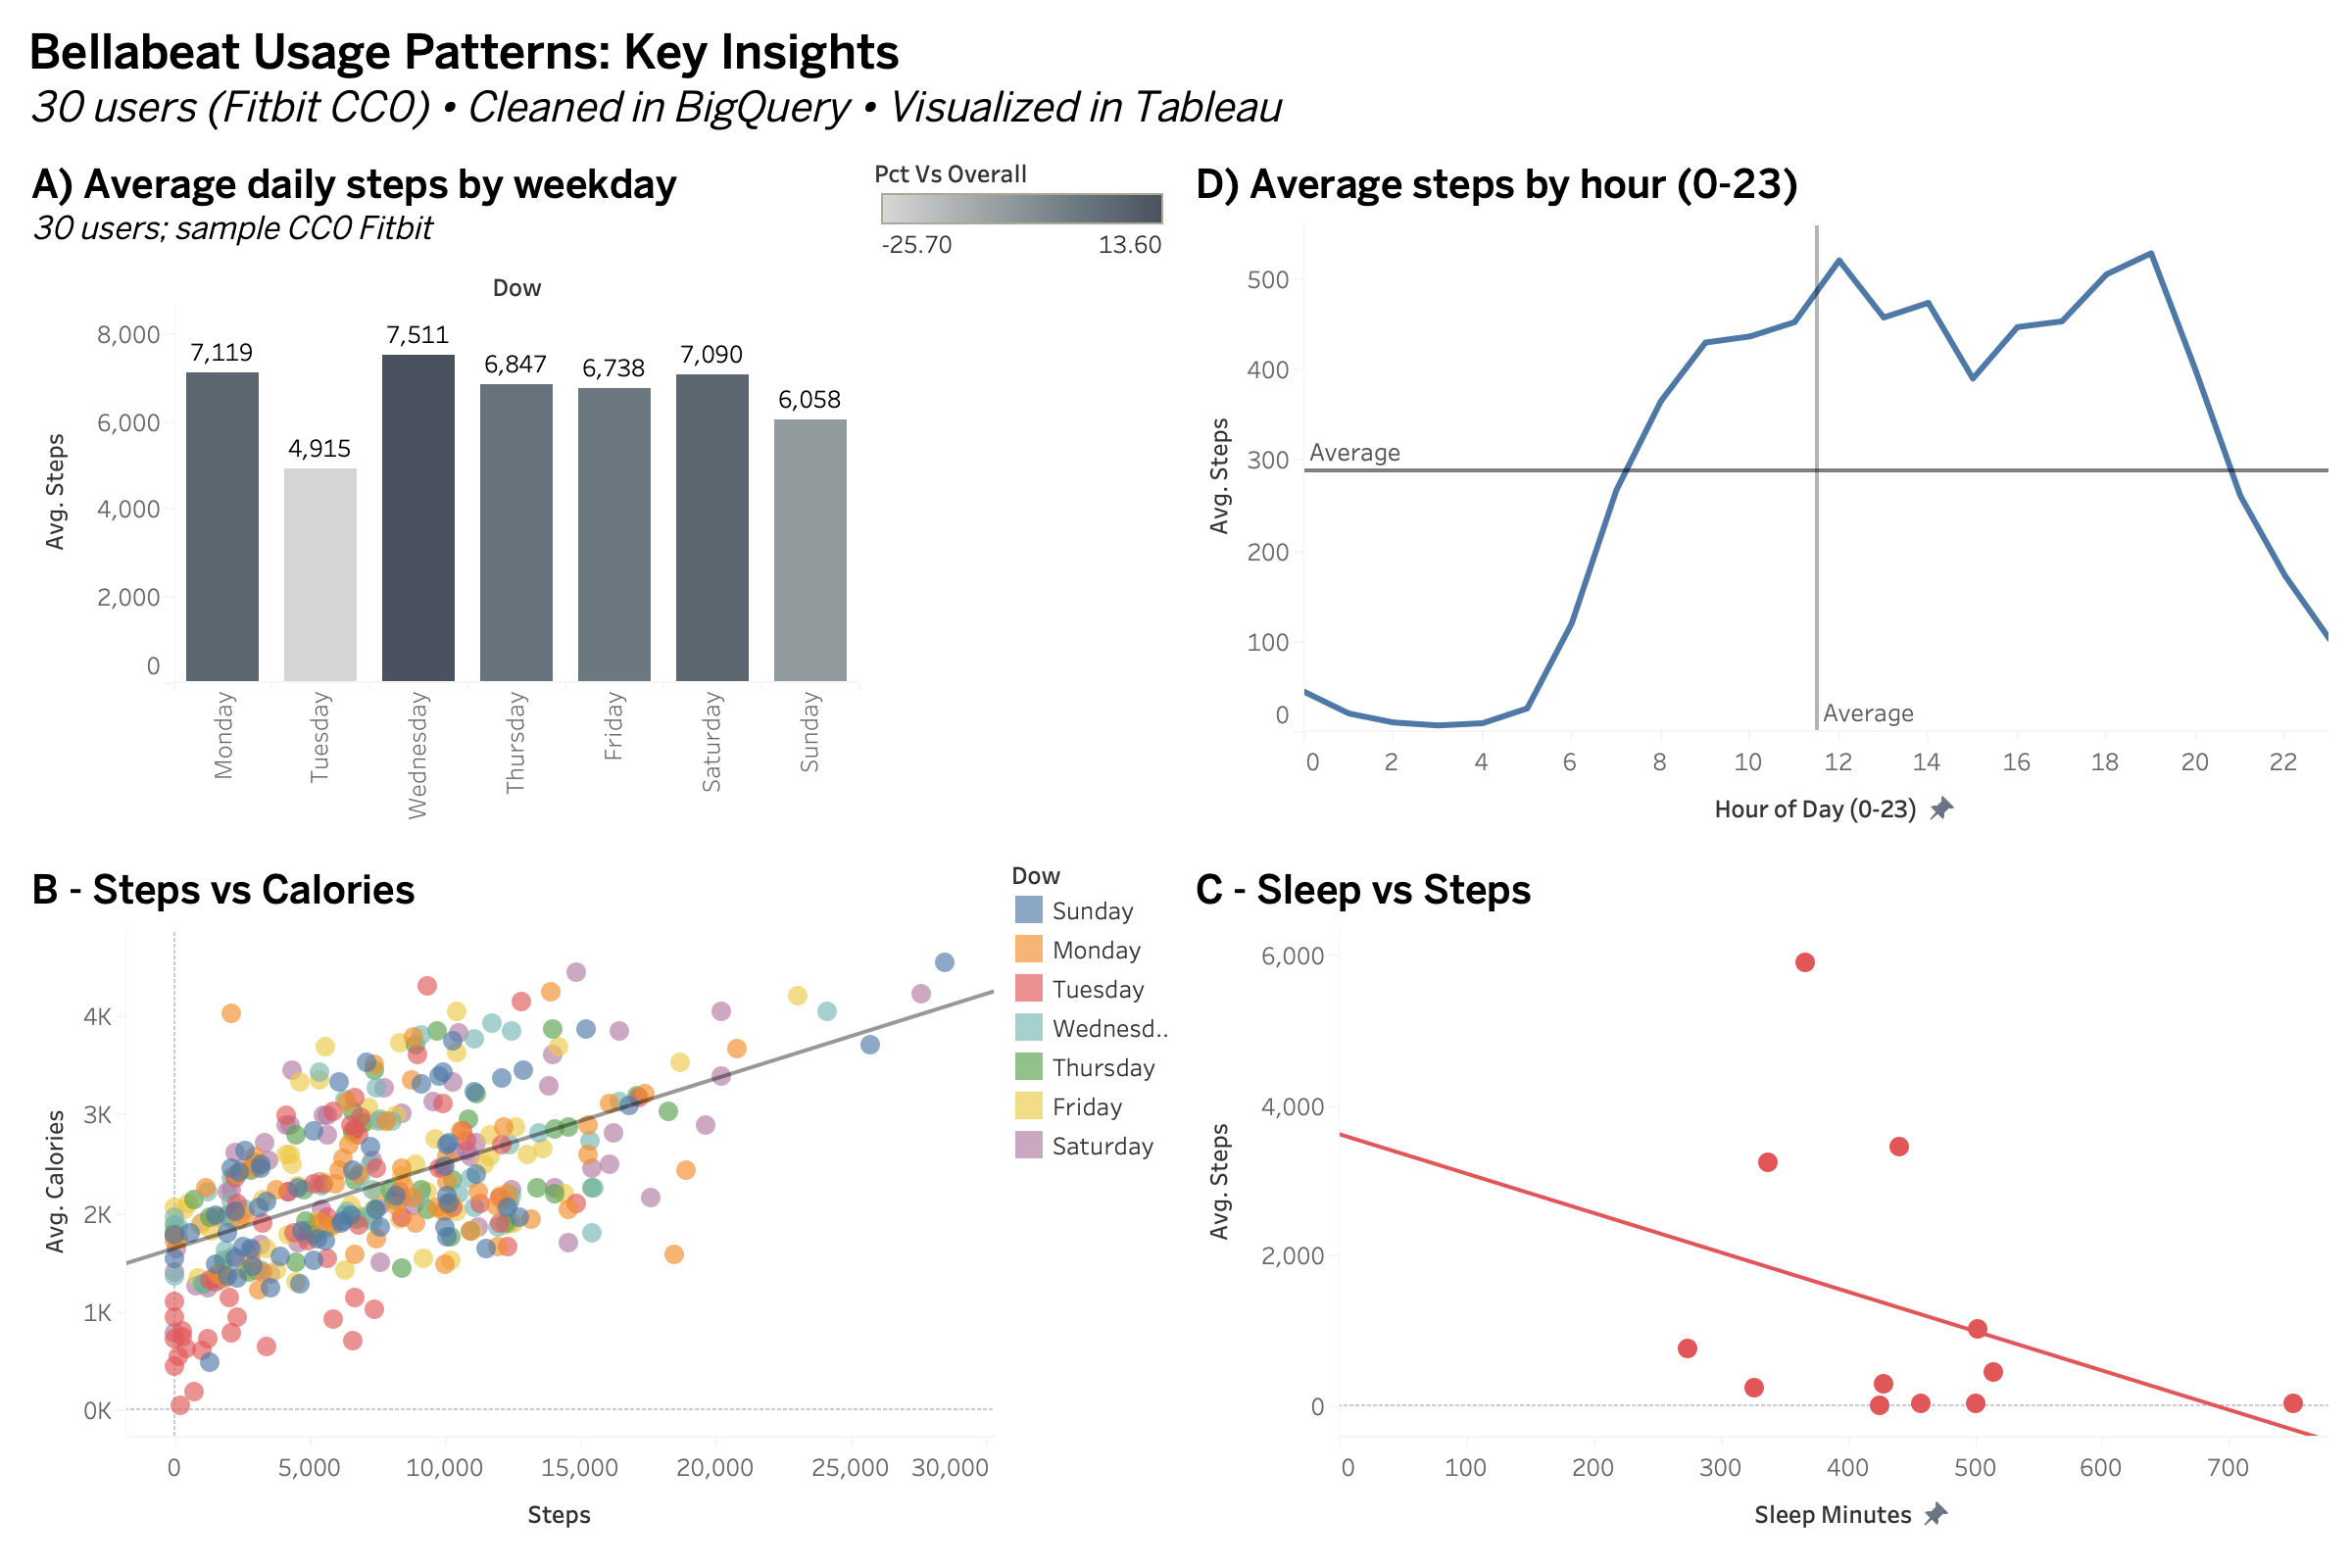 Bellabeat Usage Patterns: Key Insights
30 users (Fitbit CC0) • Cleaned in BigQuery • Visualized in Tableau
A) Average daily steps by weekday
30 users; sample CC0 Fitbit
Pct Vs Overall
-25.70 13.60
Dow
Avg. Steps
8,000
6,000
4,000
2,000
0
7,119
4,915
7,511
6,847
6,738
7,090
6,058
Monday
Tuesday
Wednesday
Thursday
Friday
Saturday
Sunday
D) Average steps by hour (0-23)
Avg. Steps
500
400
300
200
100
0
Average
Average
0 2 4 6 8 10 12 14 16 18 20 22
Hour of Day (0-23)
B - Steps vs Calories
Avg. Calories
4K
3K
2K
1K
0K
0 5,000 10,000 15,000 20,000 25,000 30,000
Steps
Dow
Sunday
Monday
Tuesday
Wednesd..
Thursday
Friday
Saturday
C - Sleep vs Steps
Avg. Steps
6,000
4,000
2,000
0
0 100 200 300 400 500 600 700
Sleep Minutes